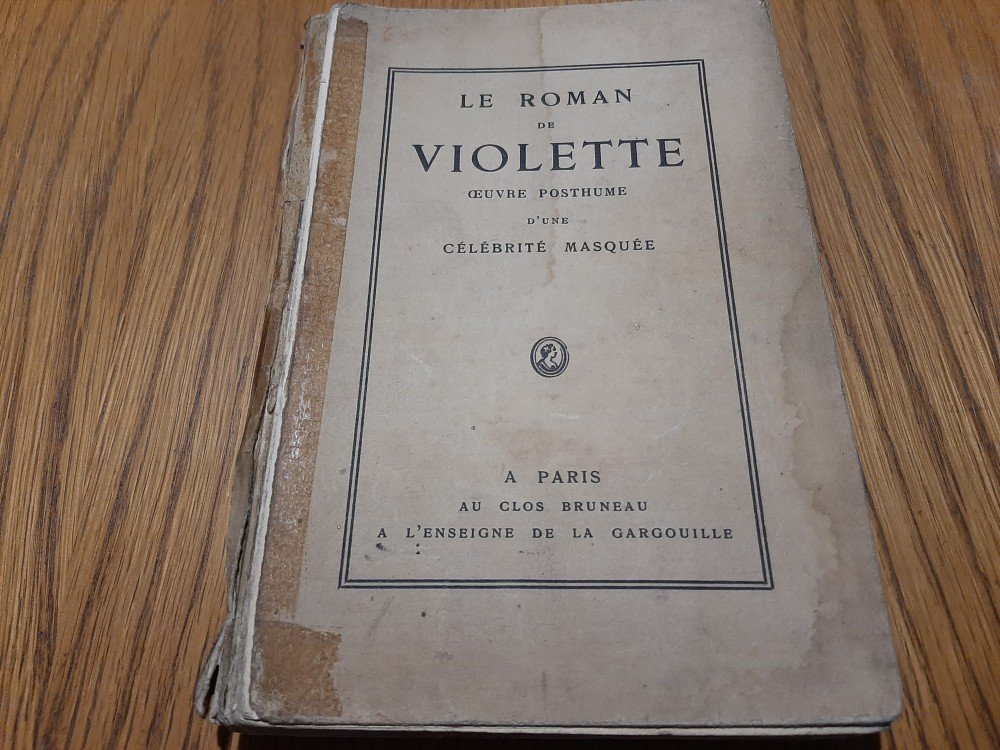 LE ROMAN
DE
VIOLETTE
ŒUVRE POSTHUME
D'UNE
CÉLÉBRITÉ MASQUÉE
A PARIS
AU CLOS BRUNEAU
A L'ENSEIGNE DE LA GARGOUILLE